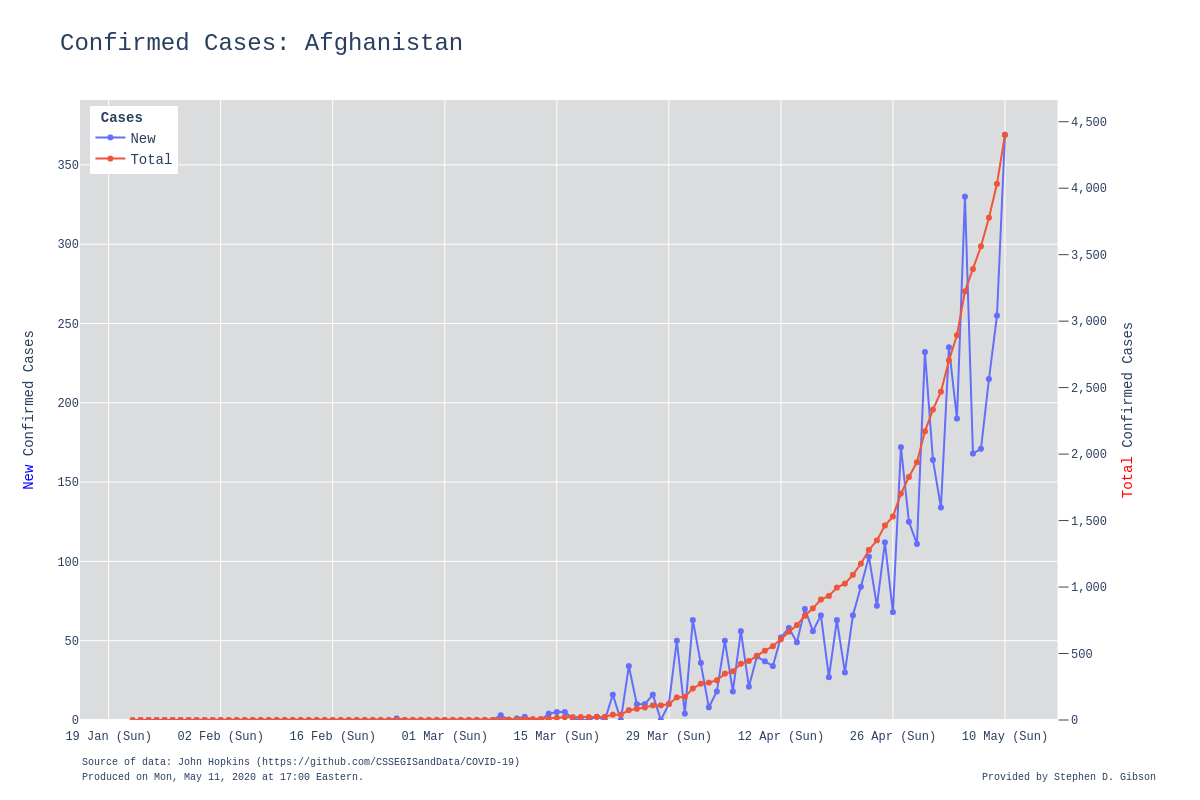 Confirmed Cases: Afghanistan
Cases
New
Total
350
300
250
200
150
100
50
0
4,500
4,000
3,500
3,000
2,500
2,000
1,500
1,000
500
0
New Confirmed Cases
Total Confirmed Cases
19 Jan (Sun) 02 Feb (Sun) 16 Feb (Sun) 01 Mar (Sun) 15 Mar (Sun) 29 Mar (Sun) 12 Apr (Sun) 26 Apr (Sun) 10 May (Sun)
Source of data: John Hopkins (https://github.com/CSSEGISandData/COVID-19)
Produced on Mon, May 11, 2020 at 17:00 Eastern.
Provided by Stephen D. Gibson